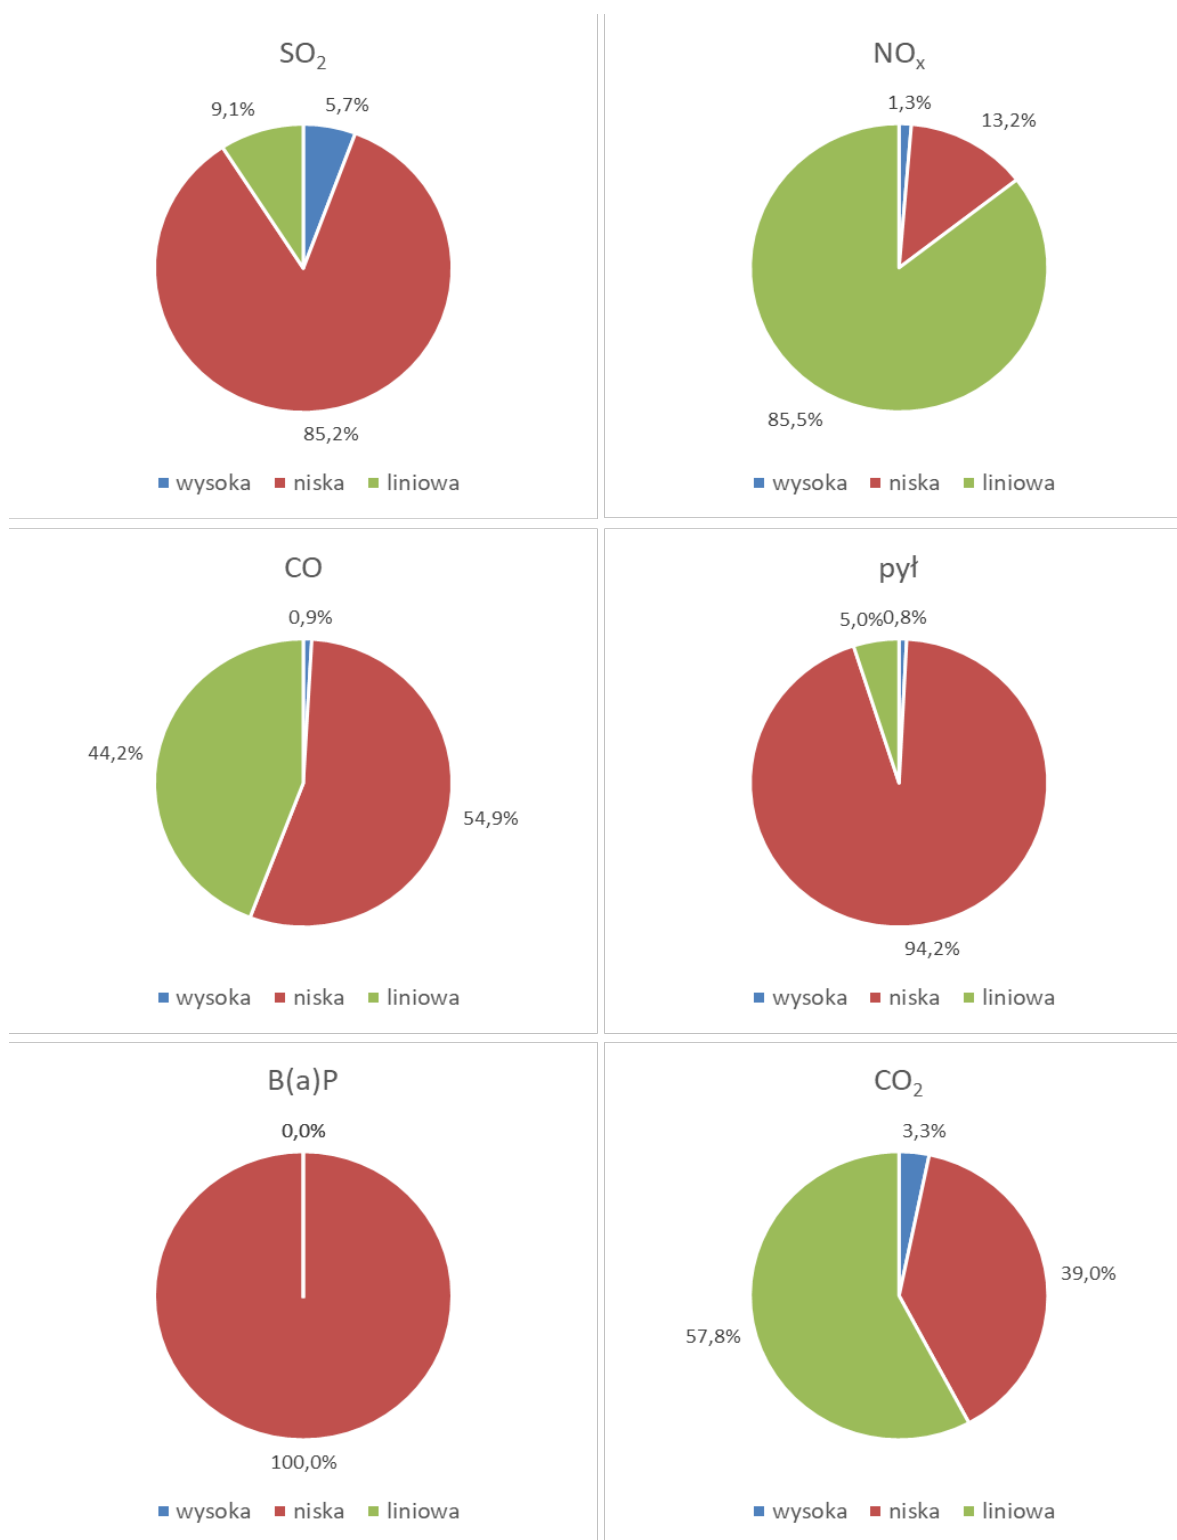 SO₂
9,1%
5,7%
85,2%
wysoka niska liniowa
NOₓ
1,3%
13,2%
85,5%
wysoka niska liniowa
CO
0,9%
44,2%
54,9%
wysoka niska liniowa
pył
5,0% 0,8%
94,2%
wysoka niska liniowa
B(a)P
0,0%
100,0%
wysoka niska liniowa
CO₂
3,3%
39,0%
57,8%
wysoka niska liniowa